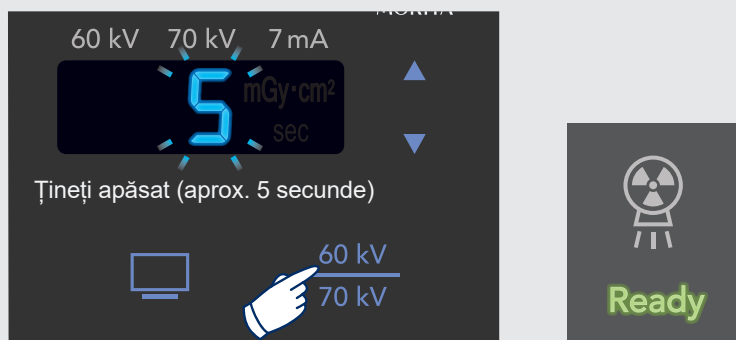 60 kV 70 kV 7 mA
5 mGy·cm²
sec
Țineți apăsat (aprox. 5 secunde)
60 kV
70 kV
Ready